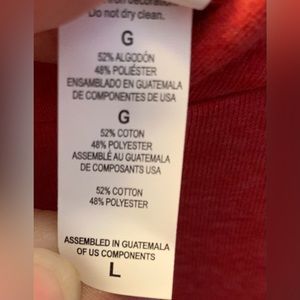 Do not dry clean.
G
52% ALGODÓN
48% POLIÉSTER
ENSAMBLADO EN GUATEMALA
DE COMPONENTES DE USA
G
52% COTON
48% POLYESTER
ASSEMBLÉ AU GUATEMALA
DE COMPOSANTS USA
52% COTTON
48% POLYESTER
ASSEMBLED IN GUATEMALA
OF US COMPONENTS
L